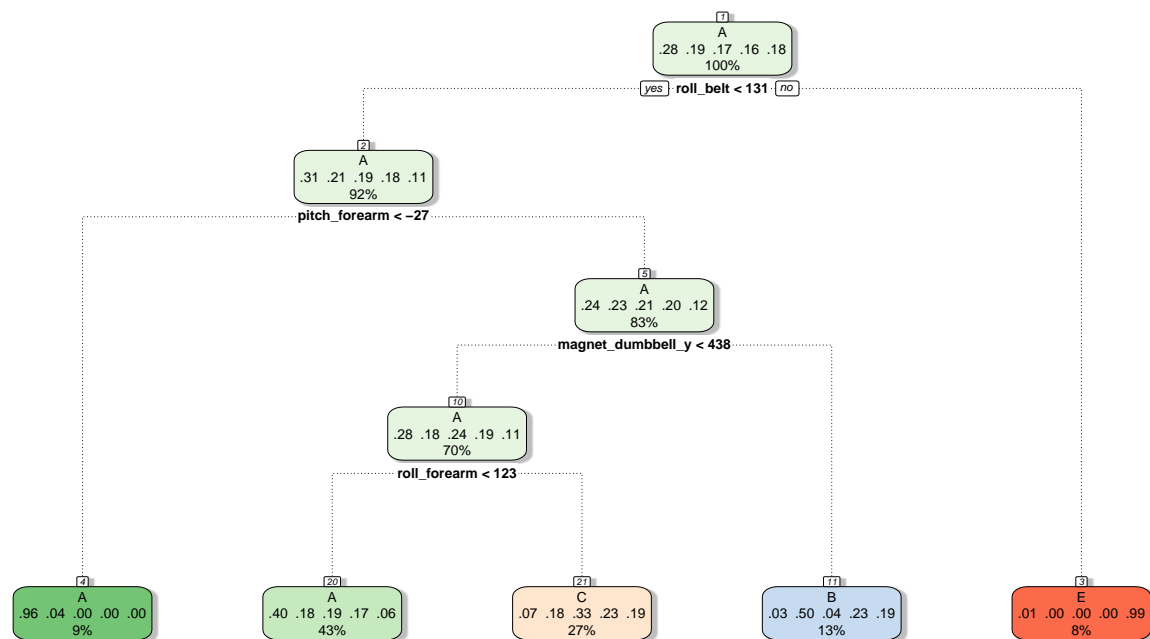 1
A
.28 .19 .17 .16 .18
100%
yes roll_belt < 131 no
2
A
.31 .21 .19 .18 .11
92%
pitch_forearm < −27
5
A
.24 .23 .21 .20 .12
83%
magnet_dumbbell_y < 438
10
A
.28 .18 .24 .19 .11
70%
roll_forearm < 123
4
A
.96 .04 .00 .00 .00
9%
20
A
.40 .18 .19 .17 .06
43%
21
C
.07 .18 .33 .23 .19
27%
11
B
.03 .50 .04 .23 .19
13%
3
E
.01 .00 .00 .00 .99
8%